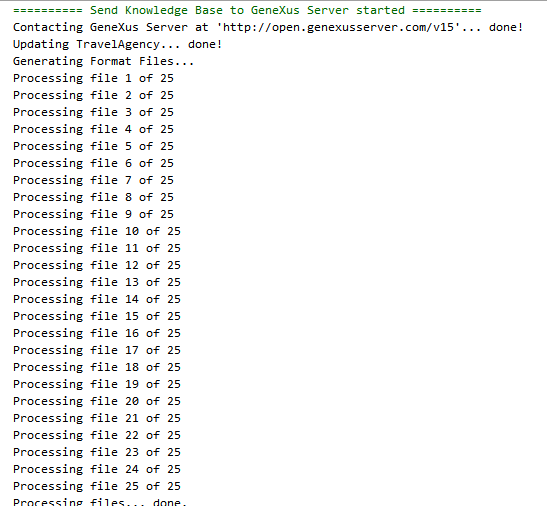 ========== Send Knowledge Base to GeneXus Server started ==========
Contacting GeneXus Server at 'http://open.genexusserver.com/v15'... done!
Updating TravelAgency... done!
Generating Format Files...
Processing file 1 of 25
Processing file 2 of 25
Processing file 3 of 25
Processing file 4 of 25
Processing file 5 of 25
Processing file 6 of 25
Processing file 7 of 25
Processing file 8 of 25
Processing file 9 of 25
Processing file 10 of 25
Processing file 11 of 25
Processing file 12 of 25
Processing file 13 of 25
Processing file 14 of 25
Processing file 15 of 25
Processing file 16 of 25
Processing file 17 of 25
Processing file 18 of 25
Processing file 19 of 25
Processing file 20 of 25
Processing file 21 of 25
Processing file 22 of 25
Processing file 23 of 25
Processing file 24 of 25
Processing file 25 of 25
Processing files... done.